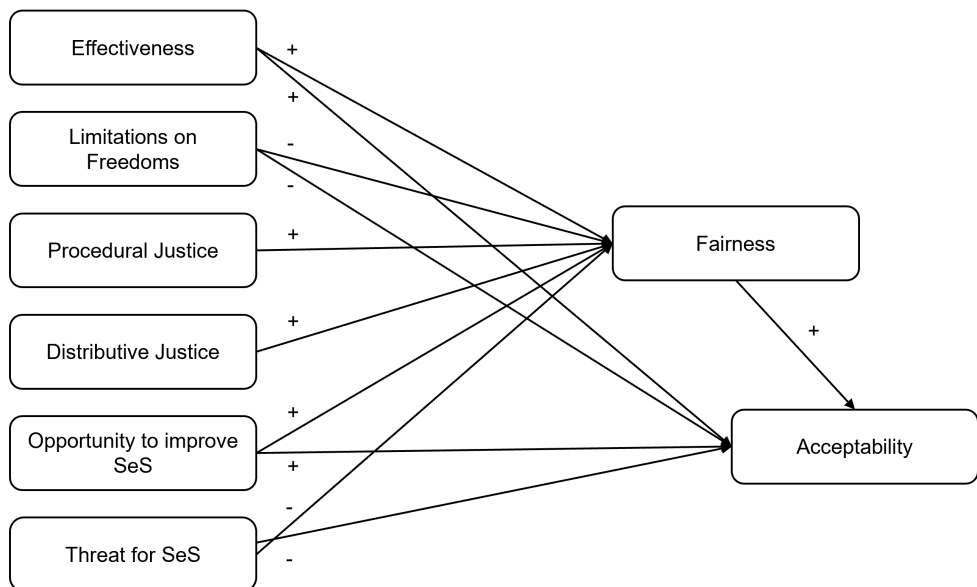 Effectiveness
+
+
Limitations on
Freedoms
-
-
Procedural Justice
+
Fairness
Distributive Justice
+
+
Opportunity to improve
SeS
+
+
Acceptability
Threat for SeS
-
-